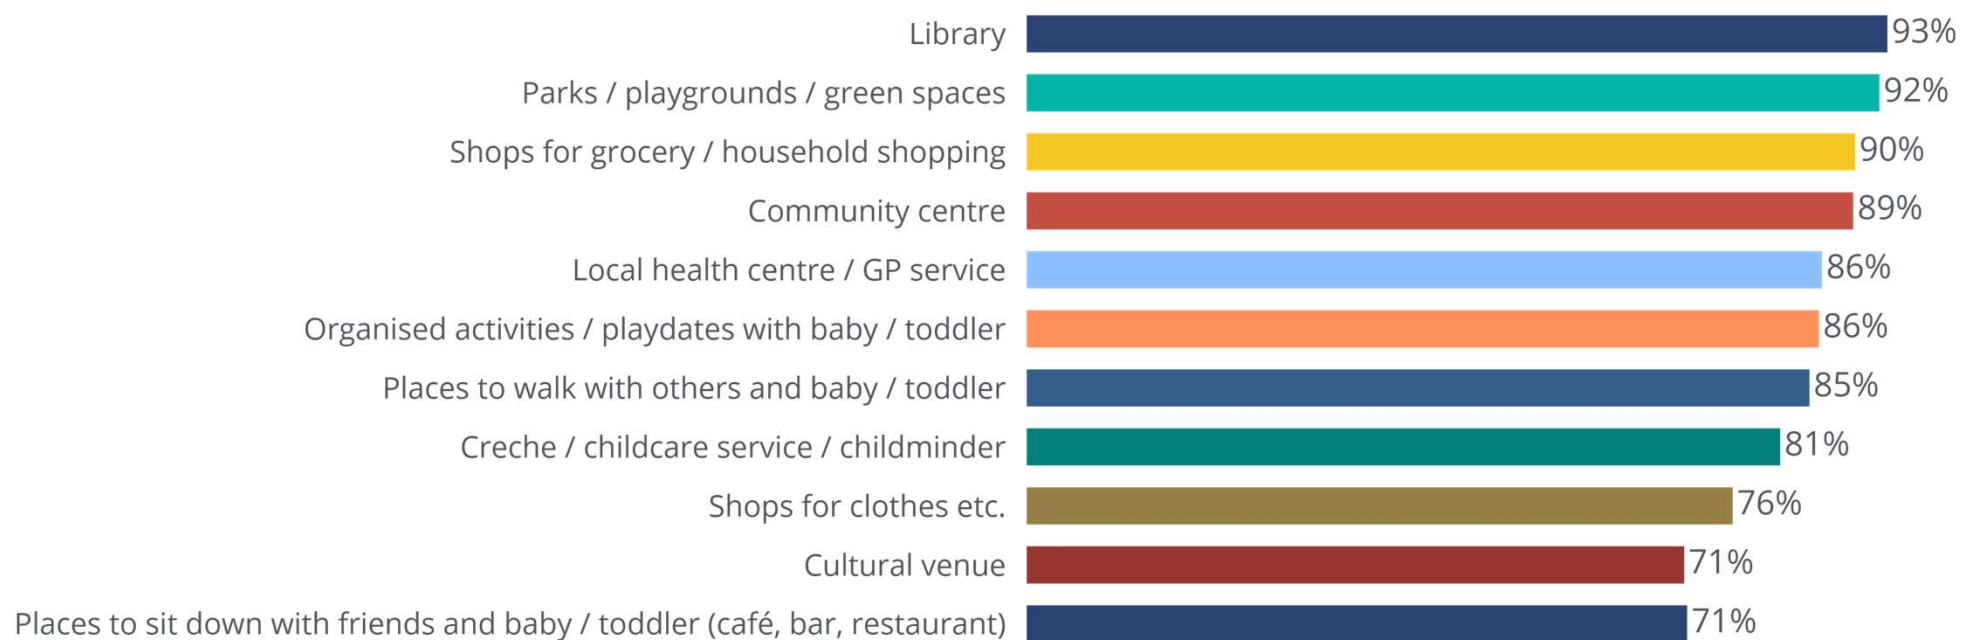 Library 93%
Parks / playgrounds / green spaces 92%
Shops for grocery / household shopping 90%
Community centre 89%
Local health centre / GP service 86%
Organised activities / playdates with baby / toddler 86%
Places to walk with others and baby / toddler 85%
Creche / childcare service / childminder 81%
Shops for clothes etc. 76%
Cultural venue 71%
Places to sit down with friends and baby / toddler (café, bar, restaurant) 71%